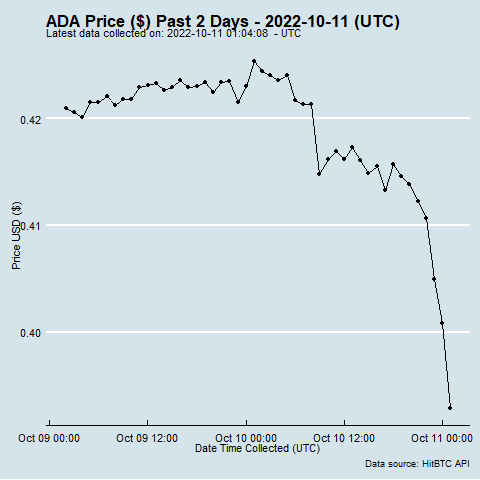 ADA Price ($) Past 2 Days - 2022-10-11 (UTC)
Latest data collected on: 2022-10-11 01:04:08  - UTC
0.42
0.41
0.40
Price USD ($)
Oct 09 00:00
Oct 09 12:00
Oct 10 00:00
Oct 10 12:00
Oct 11 00:00
Date Time Collected (UTC)
Data source: HitBTC API